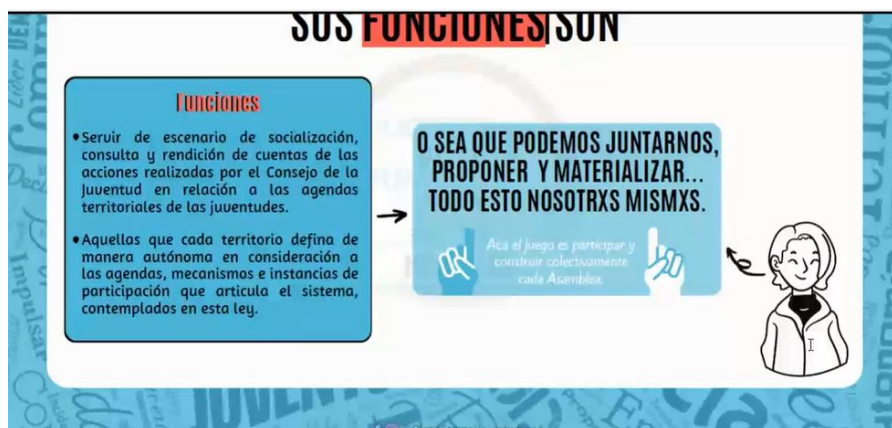 SUS FUNCIONES SON
Funciones
•Servir de escenario de socialización,
consulta y rendición de cuentas de las
acciones realizadas por el Consejo de la
Juventud en relación a las agendas
territoriales de las juventudes.
•Aquellas que cada territorio defina de
manera autónoma en consideración a
las agendas, mecanismos e instancias de
participación que articula el sistema,
contemplados en esta ley.
O SEA QUE PODEMOS JUNTARNOS,
PROPONER Y MATERIALIZAR...
TODO ESTO NOSOTRXS MISMXS.
Acá el juego es participar y
construir colectivamente
cada Asamblea.
Impulsar